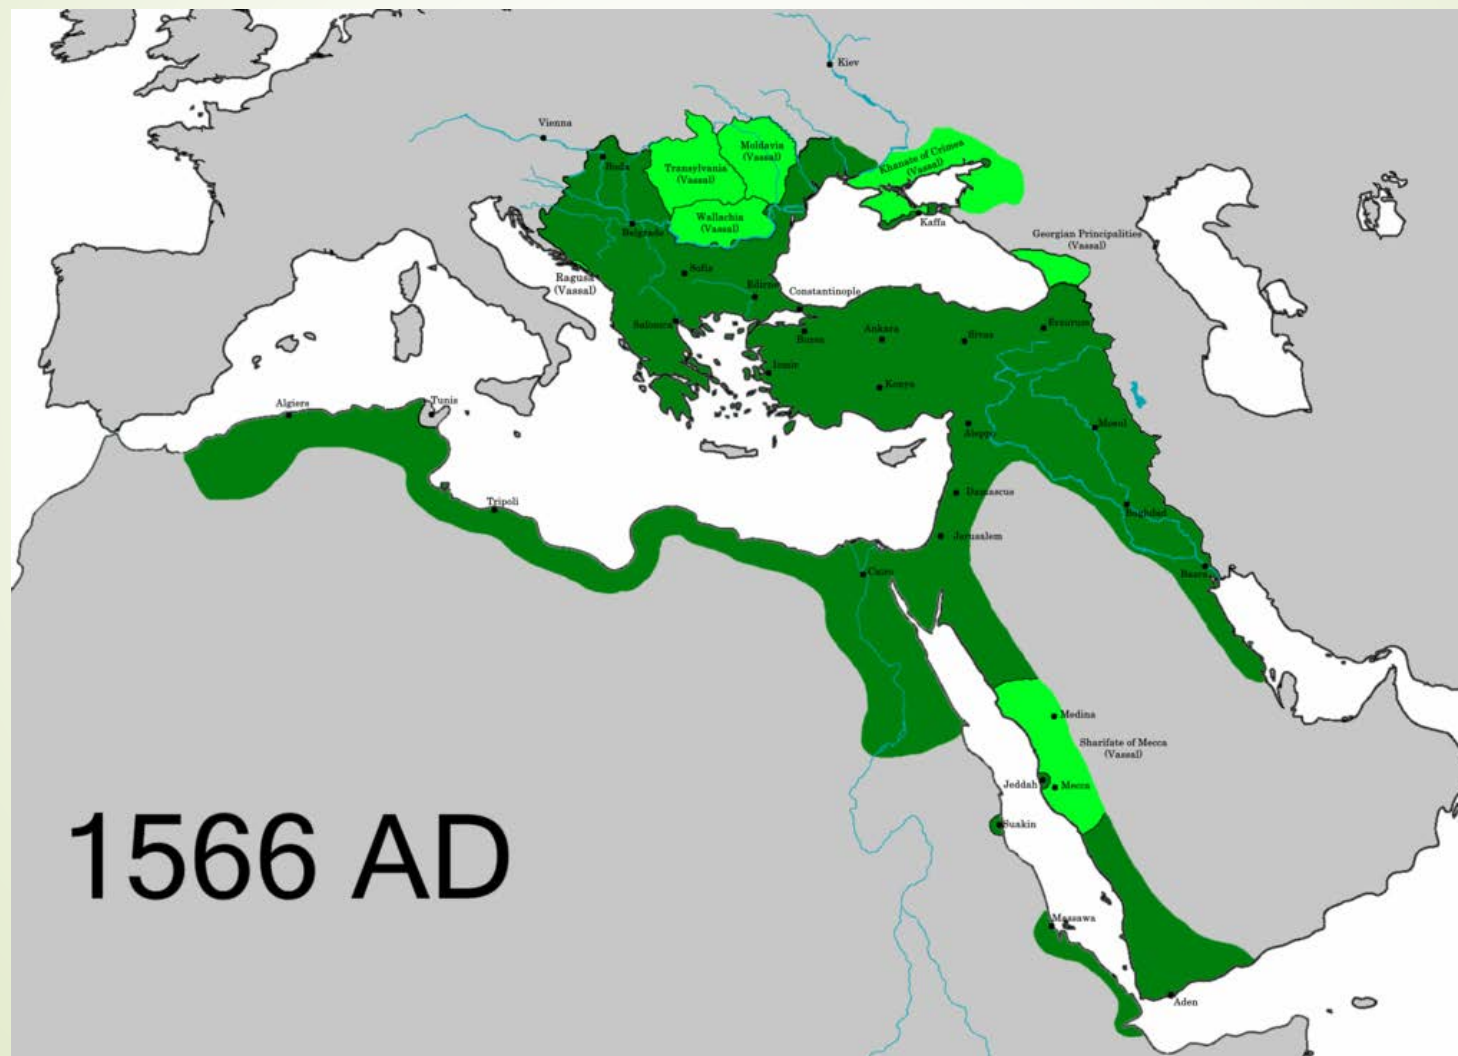 Kiev
Vienna
Buda
Transylvania
(Vassal)
Moldavia
(Vassal)
Khanate of Crimea
(Vassal)
Wallachia
(Vassal)
Belgrade
Kaffa
Georgian Principalities
(Vassal)
Ragusa
(Vassal)
Sofia
Edirne
Constantinople
Salonica
Bursa
Ankara
Sivas
Erzurum
Izmir
Konya
Algiers
Tunis
Aleppo
Mosul
Tripoli
Damascus
Baghdad
Jarusalem
Cairo
Basra
Medina
Sharifate of Mecca
(Vassal)
Jeddah
Mecca
Suakin
1566 AD
Massawa
Aden